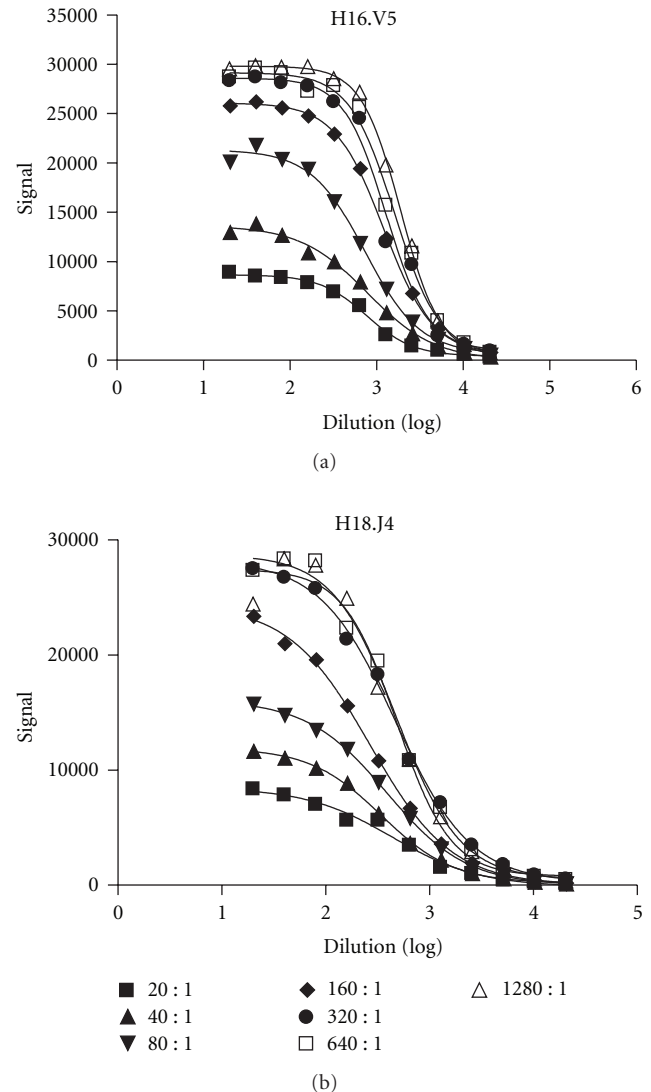 H16.V5
35000
30000
25000
20000
15000
10000
5000
0
Signal
0 1 2 3 4 5 6
Dilution (log)
(a)
H18.J4
30000
20000
10000
0
Signal
0 1 2 3 4 5
Dilution (log)
20 : 1 160 : 1 1280 : 1
40 : 1 320 : 1
80 : 1 640 : 1
(b)